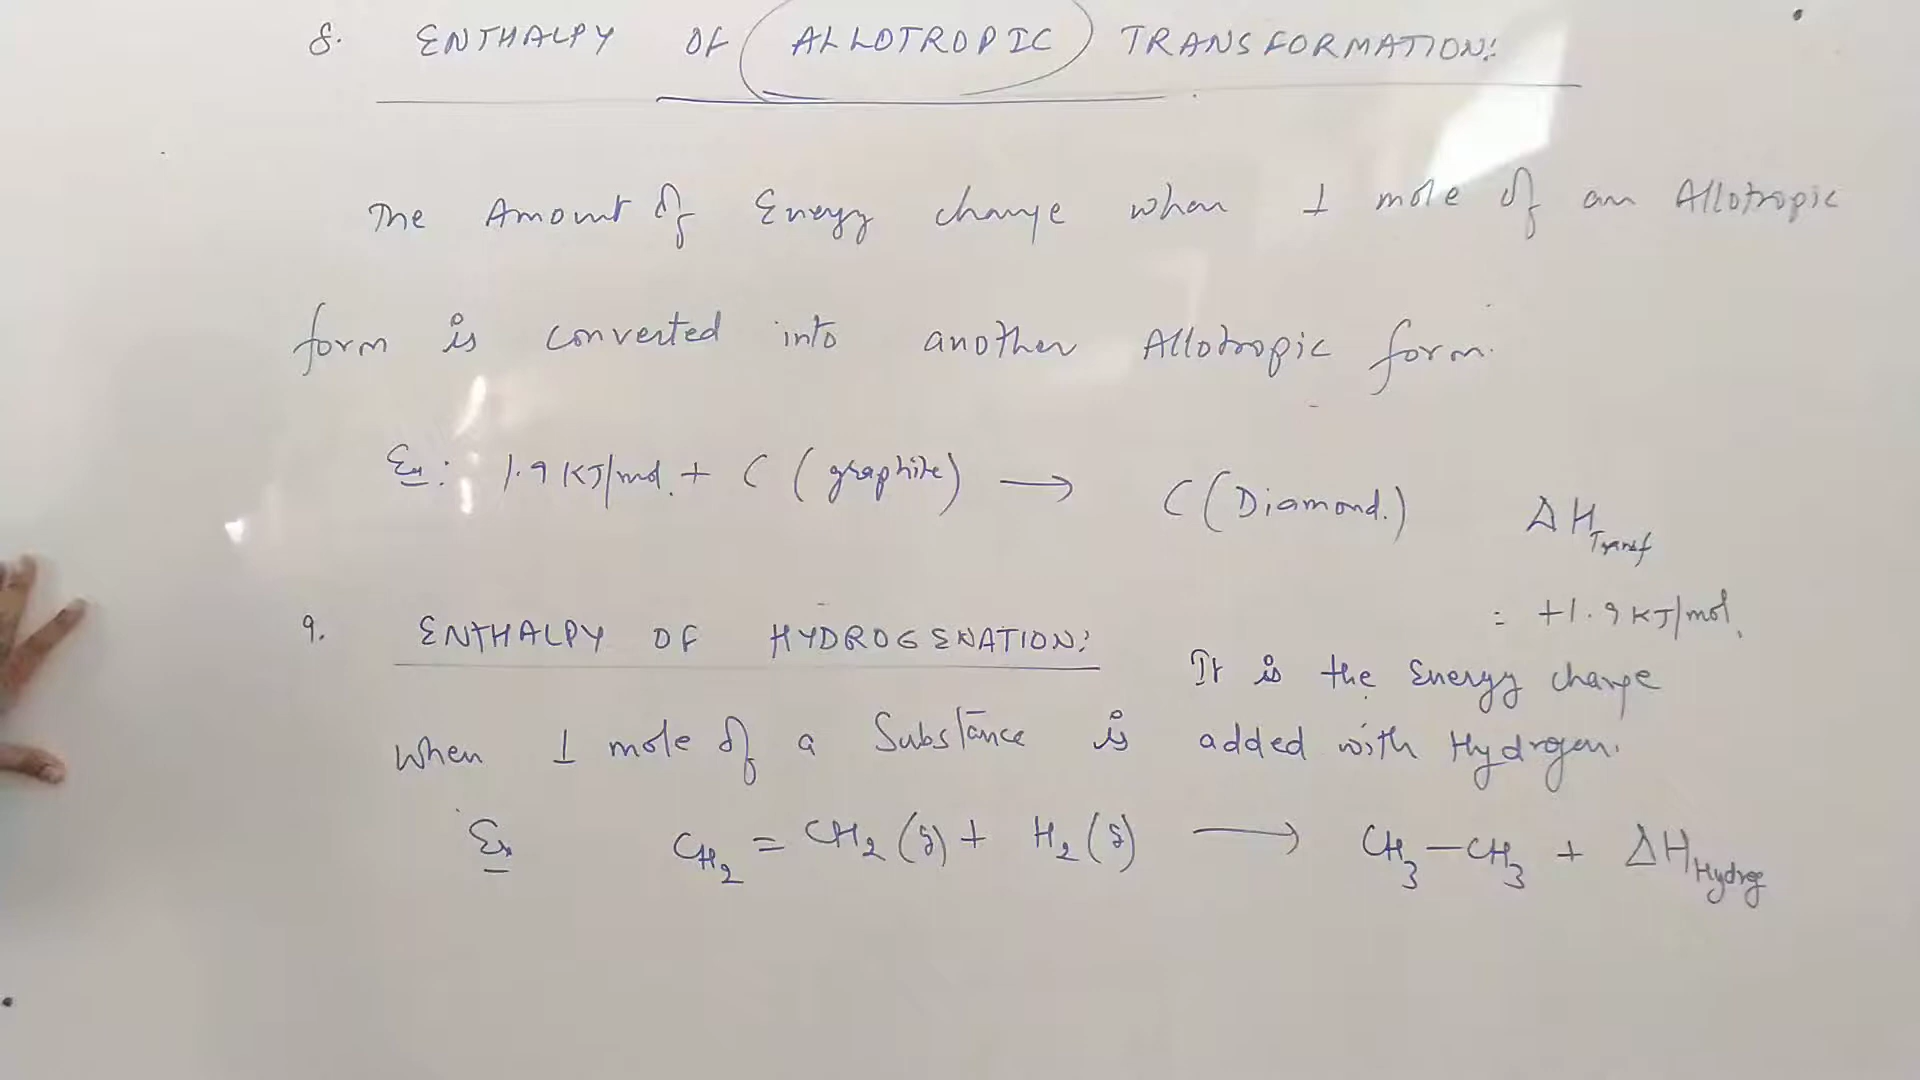 8. ENTHALPY OF ALLOTROPIC TRANSFORMATION:
The Amount of Energy change when 1 mole of an Allotropic
form is converted into another Allotropic form.
Ex: 1.9 KJ/mol. + C (graphite) → C (Diamond.) ΔH Transf
= +1.9 KJ/mol.
9. ENTHALPY OF HYDROGENATION: It is the Energy change
when 1 mole of a Substance is added with Hydrogen.
Ex CH₂ = CH₂ (g) + H₂ (g) → CH₃ — CH₃ + ΔH Hydrog